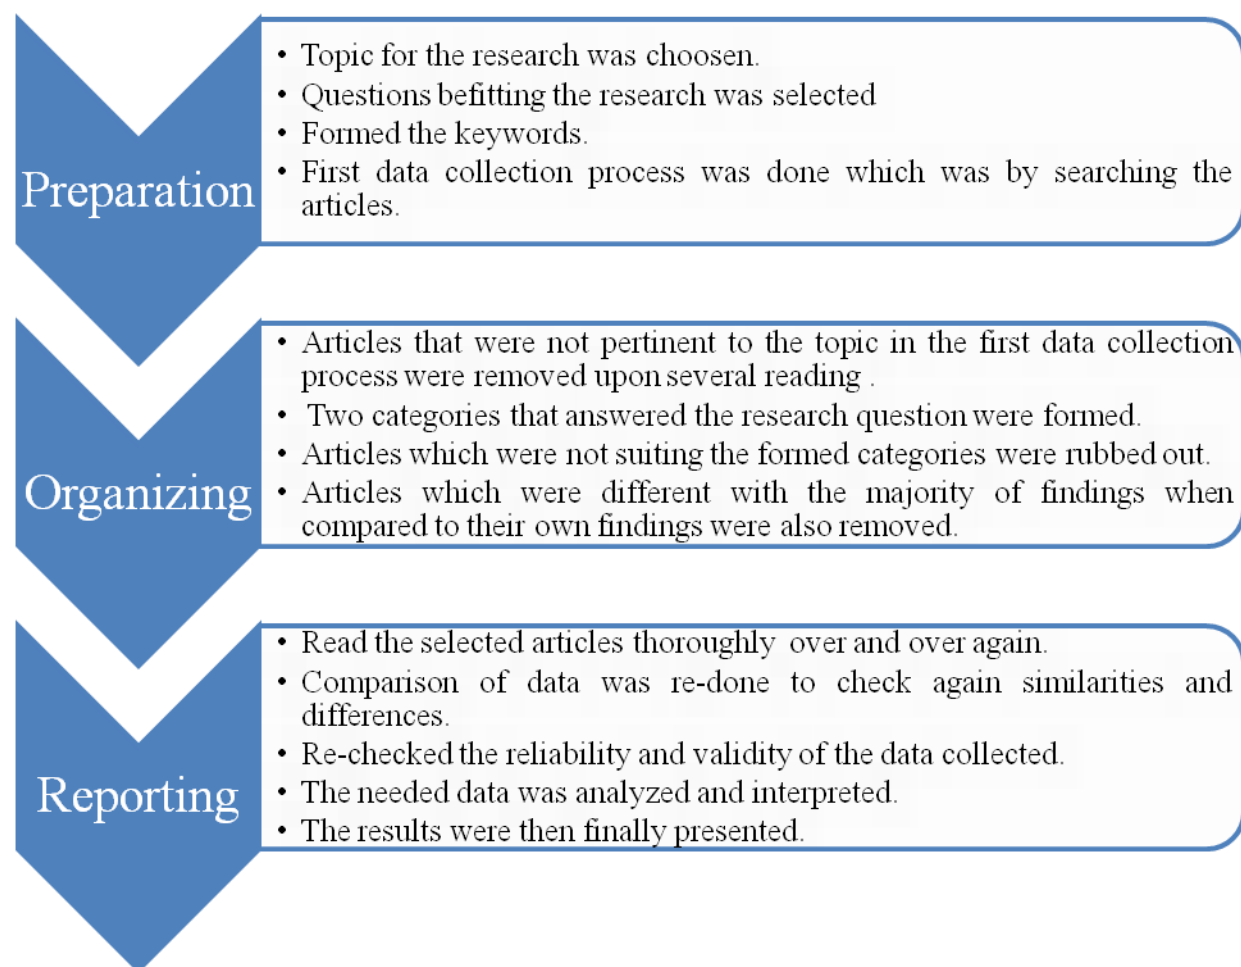 Preparation
• Topic for the research was choosen.
• Questions befitting the research was selected
• Formed the keywords.
• First data collection process was done which was by searching the
articles.
Organizing
• Articles that were not pertinent to the topic in the first data collection
process were removed upon several reading .
• Two categories that answered the research question were formed.
• Articles which were not suiting the formed categories were rubbed out.
• Articles which were different with the majority of findings when
compared to their own findings were also removed.
Reporting
• Read the selected articles thoroughly over and over again.
• Comparison of data was re-done to check again similarities and
differences.
• Re-checked the reliability and validity of the data collected.
• The needed data was analyzed and interpreted.
• The results were then finally presented.